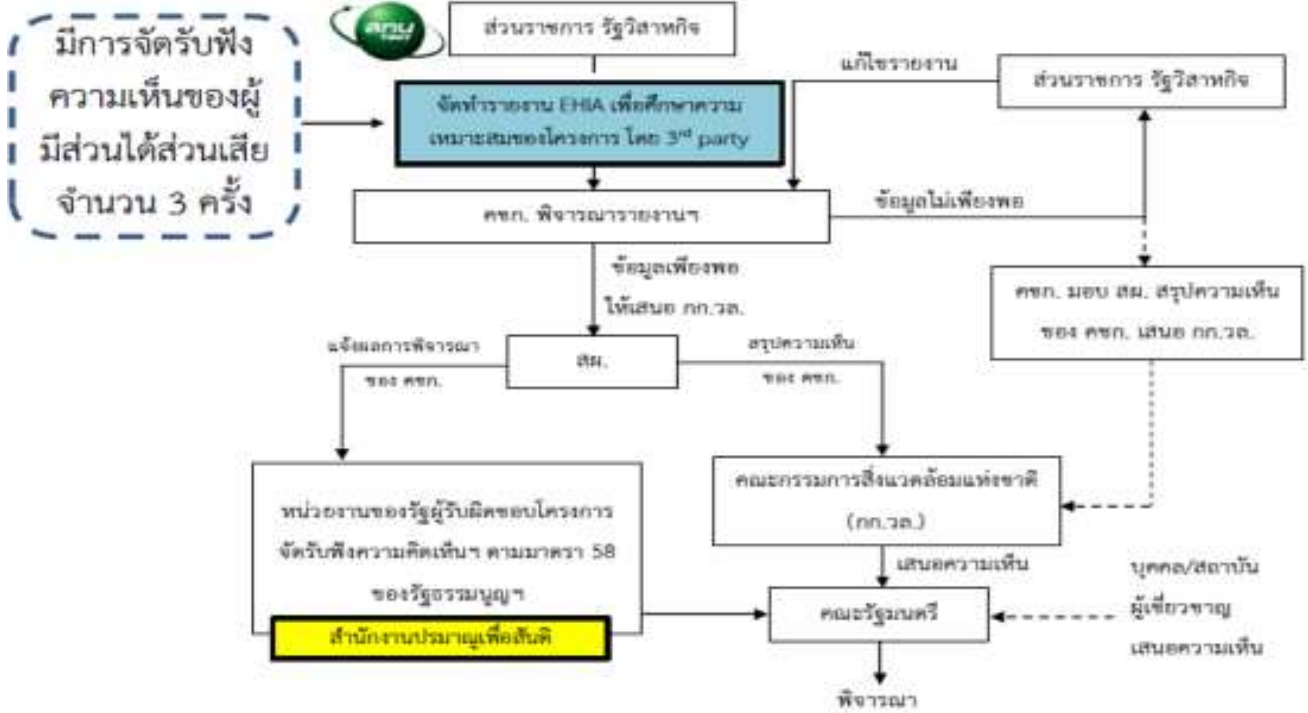 มีการจัดรับฟัง
ความเห็นของผู้
มีส่วนได้ส่วนเสีย
จำนวน 3 ครั้ง
ส่วนราชการ รัฐวิสาหกิจ
จัดทำรายงาน EHIA เพื่อศึกษาความ
เหมาะสมของโครงการ โดย 3rd party
แก้ไขรายงาน
ส่วนราชการ รัฐวิสาหกิจ
คชก. พิจารณารายงานฯ
ข้อมูลไม่เพียงพอ
ข้อมูลเพียงพอ
ให้เสนอ กก.วล.
คชก. มอบ สผ. สรุปความเห็น
ของ คชก. เสนอ กก.วล.
แจ้งผลการพิจารณา
ของ คชก.
สผ.
สรุปความเห็น
ของ คชก.
หน่วยงานของรัฐผู้รับผิดชอบโครงการ
จัดรับฟังความคิดเห็นฯ ตามมาตรา 58
ของรัฐธรรมนูญฯ
สำนักงานปรมาณูเพื่อสันติ
คณะกรรมการสิ่งแวดล้อมแห่งชาติ
(กก.วล.)
เสนอความเห็น
คณะรัฐมนตรี
บุคคล/สถาบัน
ผู้เชี่ยวชาญ
เสนอความเห็น
พิจารณา